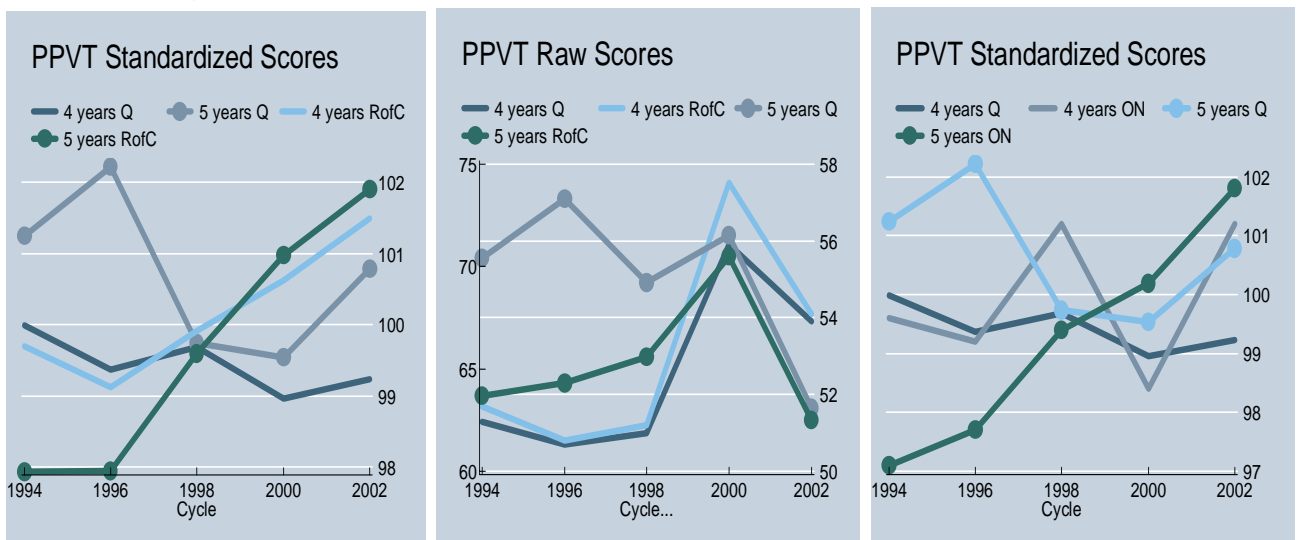 PPVT Standardized Scores
4 years Q 5 years Q 4 years RofC
5 years RofC
102
101
100
99
98
1994 1996 1998 2000 2002
Cycle
PPVT Raw Scores
4 years Q 4 years RofC 5 years Q
5 years RofC
75 58
56
70
54
65
52
60 50
1994 1996 1998 2000 2002
Cycle...
PPVT Standardized Scores
4 years Q 4 years ON 5 years Q
5 years ON
102
101
100
99
98
97
1994 1996 1998 2000 2002
Cycle